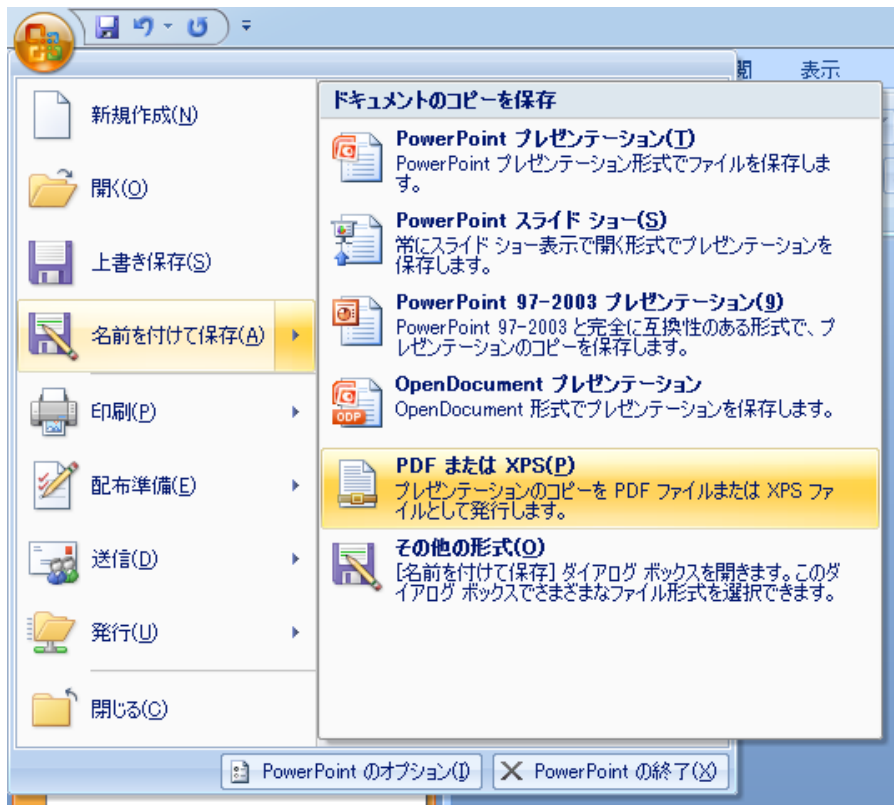 閲 表示
新規作成(N)
開く(O)
上書き保存(S)
名前を付けて保存(A)
印刷(P)
配布準備(E)
送信(D)
発行(U)
閉じる(C)
ドキュメントのコピーを保存
PowerPoint プレゼンテーション(T)
PowerPoint プレゼンテーション形式でファイルを保存しま
す。
PowerPoint スライド ショー(S)
常にスライド ショー表示で開く形式でプレゼンテーションを
保存します。
PowerPoint 97-2003 プレゼンテーション(9)
PowerPoint 97-2003 と完全に互換性のある形式で、プ
レゼンテーションのコピーを保存します。
OpenDocument プレゼンテーション
ODP
OpenDocument 形式でプレゼンテーションを保存します。
PDF または XPS(P)
プレゼンテーションのコピーを PDF ファイルまたは XPS ファ
イルとして発行します。
その他の形式(O)
[名前を付けて保存] ダイアログ ボックスを開きます。このダ
イアログ ボックスでさまざまなファイル形式を選択できます。
PowerPoint のオプション(I)
PowerPoint の終了(X)